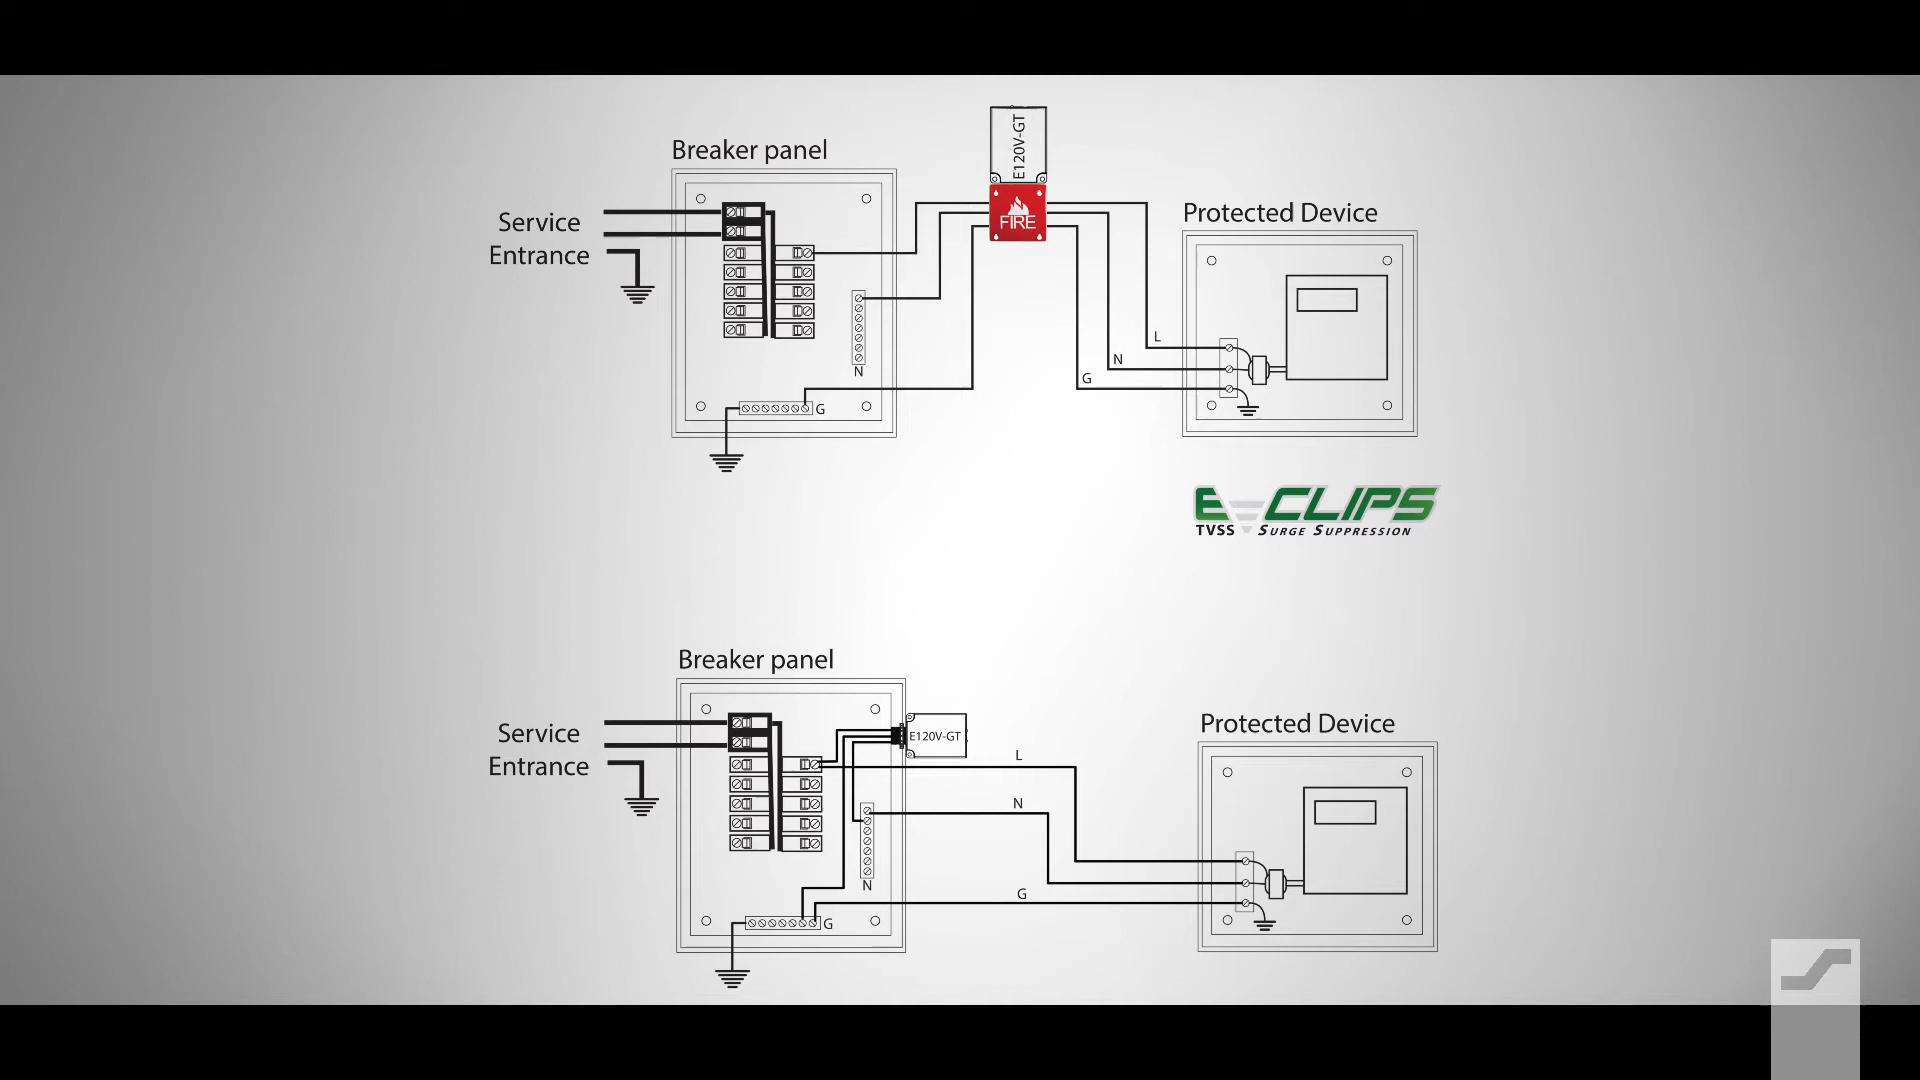 E120V-GT
Breaker panel
FIRE
Service
Entrance
Protected Device
L
N
G
N
G
E-CLIPS
TVSS SURGE SUPPRESSION
Breaker panel
Service
Entrance
E120V-GT
Protected Device
L
N
G
N
G